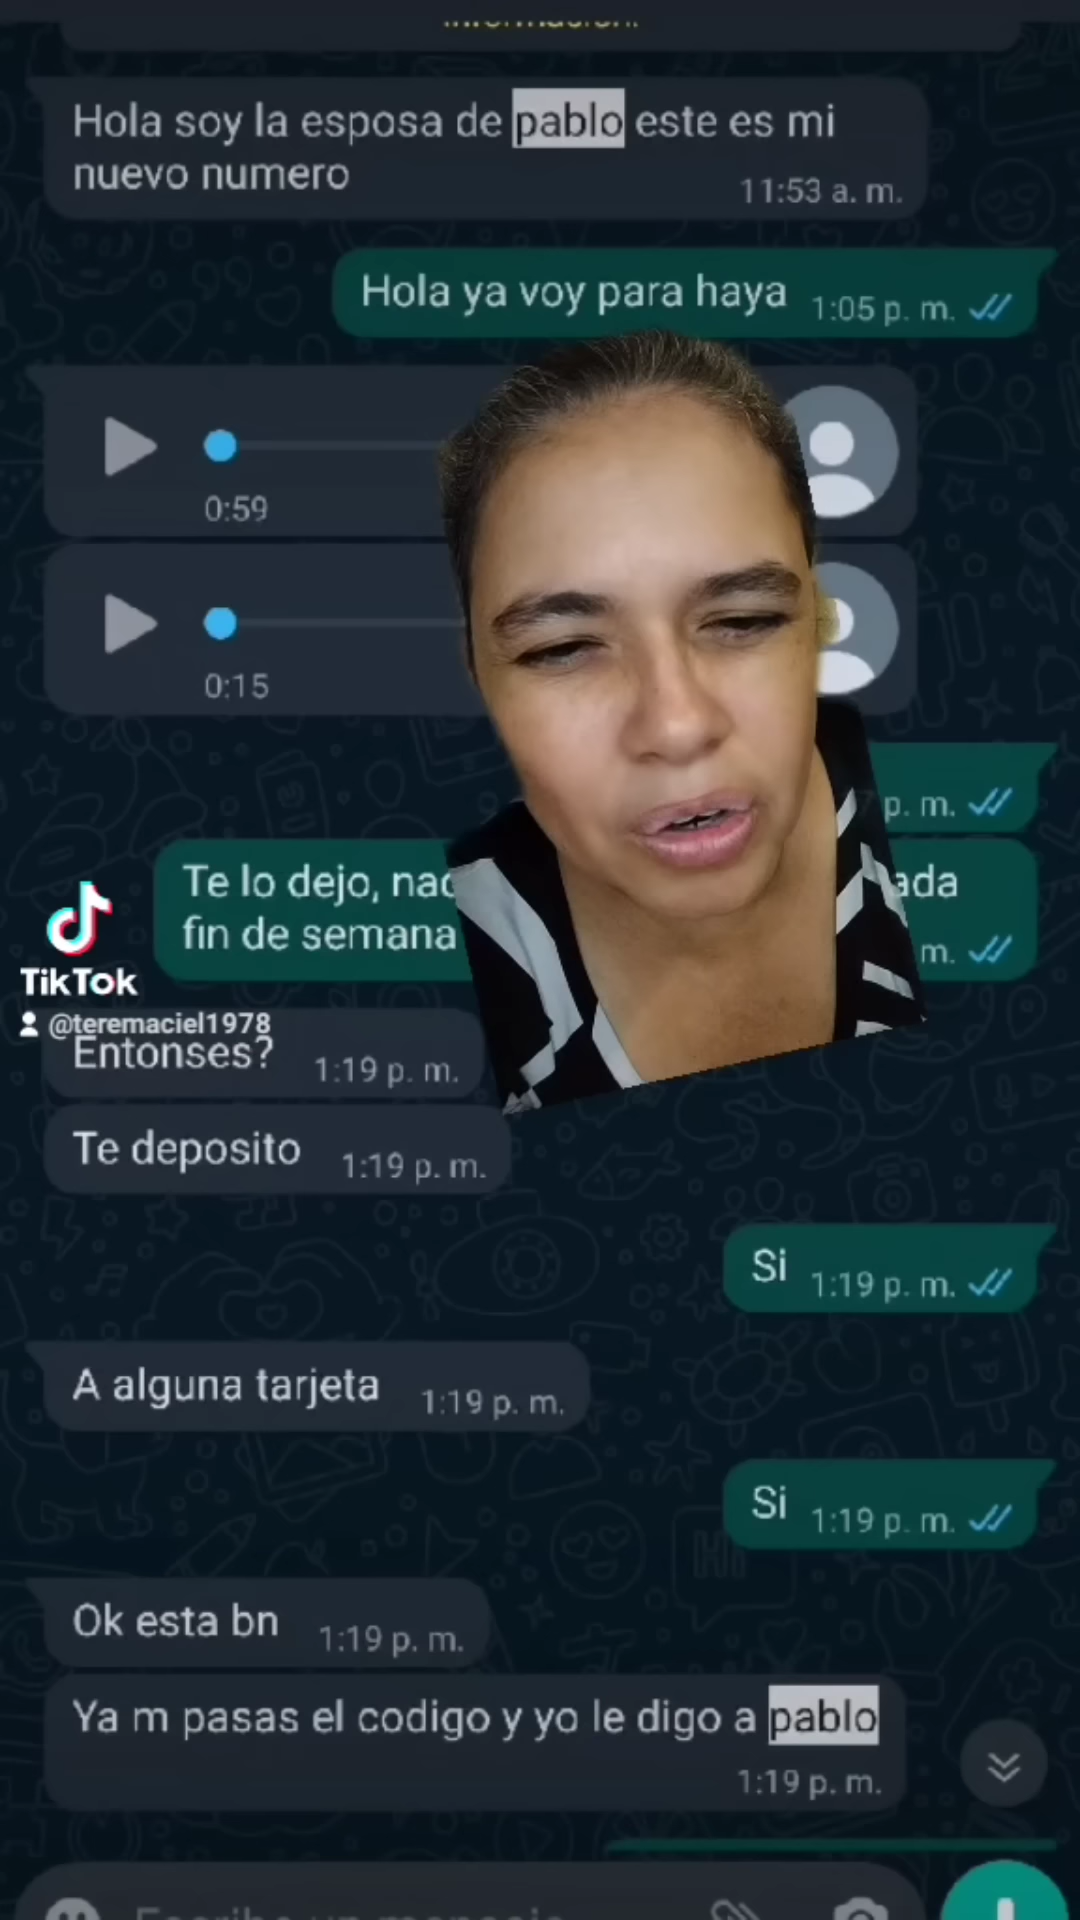 Hola soy la esposa de pablo este es mi
nuevo numero
11:53 a. m.
Hola ya voy para haya 1:05 p. m.
0:59
0:15
p. m.
Te lo dejo,
fin de semana
m.
TikTok
@teremaciel1978
Entonses? 1:19 p. m.
Te deposito 1:19 p. m.
Si 1:19 p. m.
A alguna tarjeta 1:19 p. m.
Si 1:19 p. m.
Ok esta bn 1:19 p. m.
Ya m pasas el codigo y yo le digo a pablo
1:19 p. m.